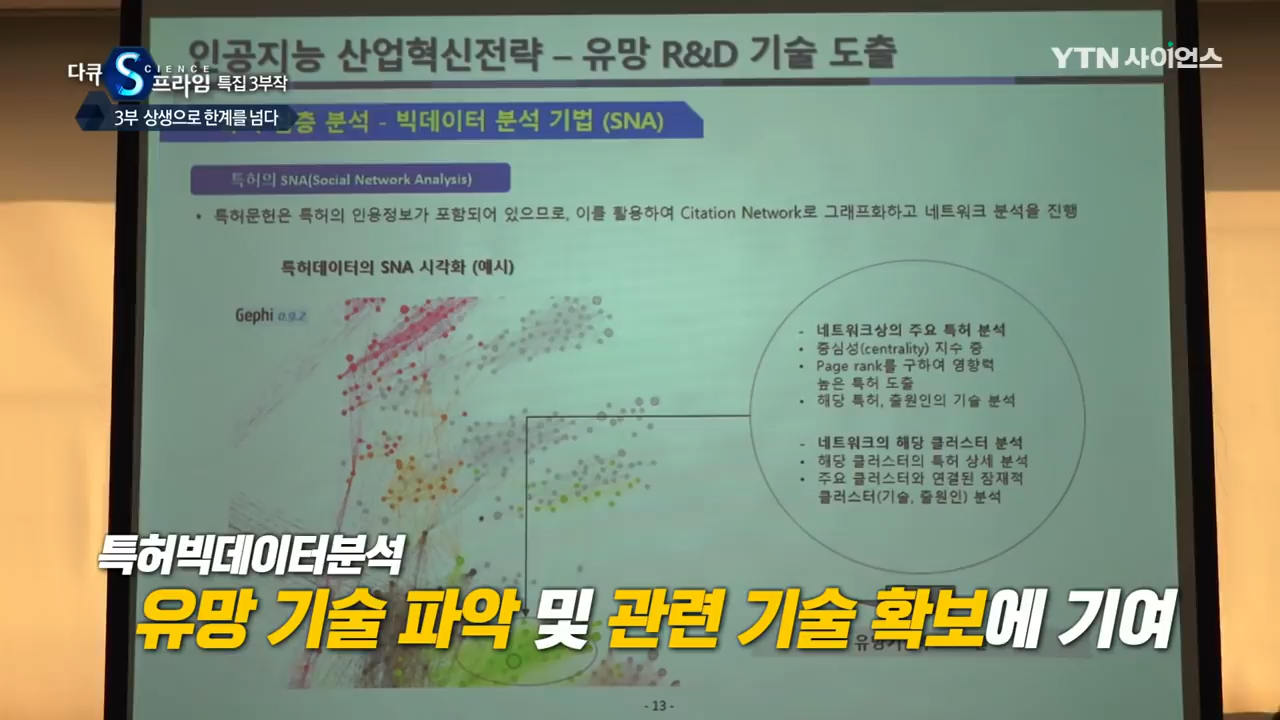 인공지능 산업혁신전략 – 유망 R&D 기술 도출
다큐 S프라임 특집 3부작
SCIENCE
3부 상생으로 한계를 넘다
YTN 사이언스
분석 - 빅데이터 분석 기법 (SNA)
특허의 SNA(Social Network Analysis)
• 특허문헌은 특허의 인용정보가 포함되어 있으므로, 이를 활용하여 Citation Network로 그래프화하고 네트워크 분석을 진행
특허데이터의 SNA 시각화 (예시)
Gephi 0.9.2
- 네트워크상의 주요 특허 분석
• 중심성(centrality) 지수 중
• Page rank를 구하여 영향력
높은 특허 도출
• 해당 특허, 출원인의 기술 분석
- 네트워크의 해당 클러스터 분석
• 해당 클러스터의 특허 상세 분석
• 주요 클러스터와 연결된 잠재적
클러스터(기술, 출원인) 분석
특허빅데이터분석
유망 기술 파악 및 관련 기술 확보에 기여
- 13 -